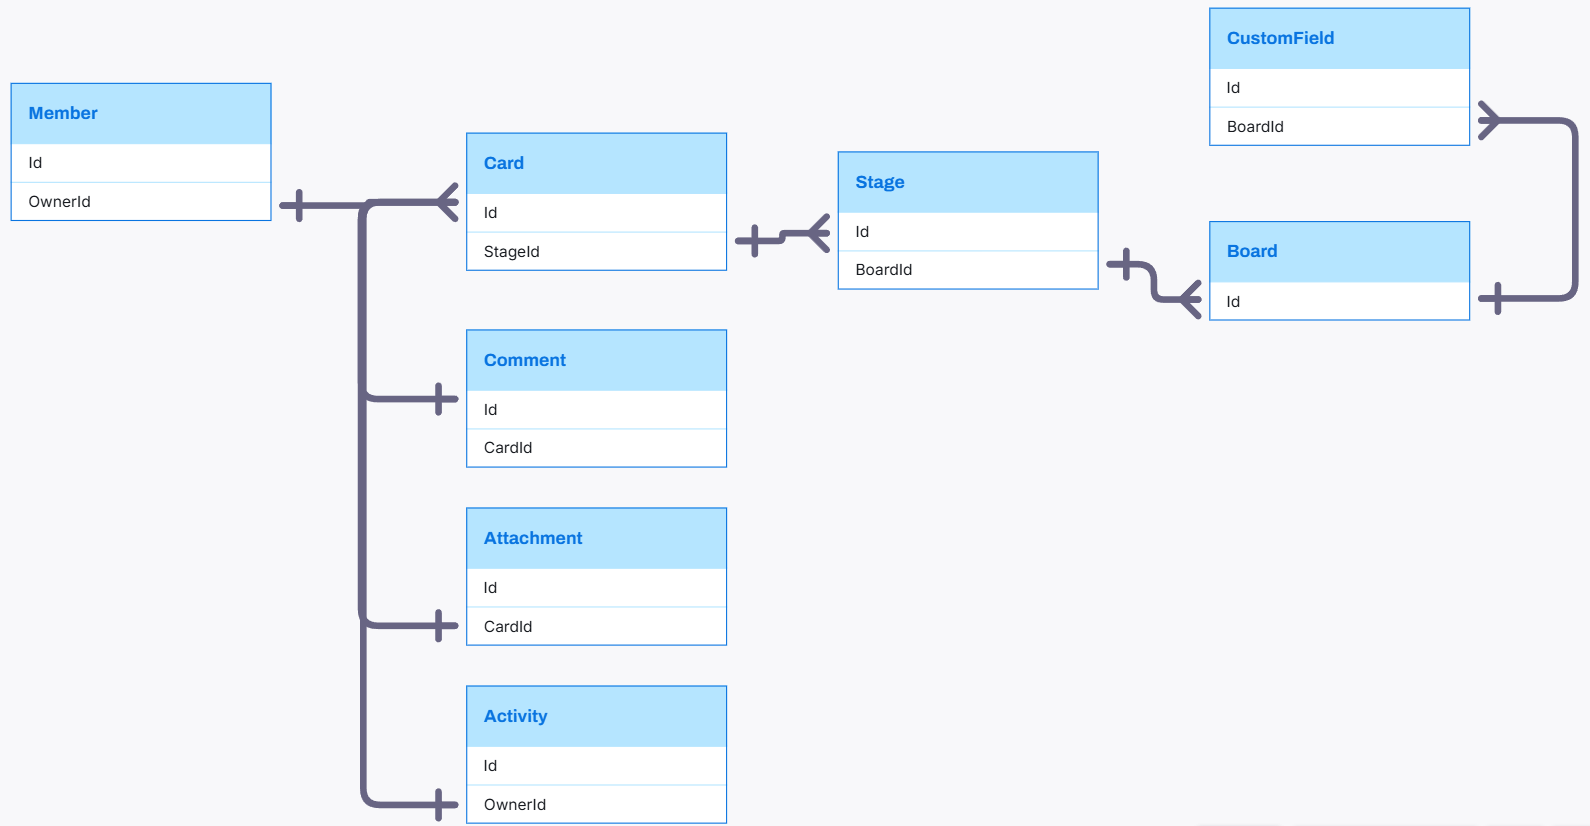 Member
Id
OwnerId
Card
Id
StageId
Comment
Id
CardId
Attachment
Id
CardId
Activity
Id
OwnerId
Stage
Id
BoardId
CustomField
Id
BoardId
Board
Id